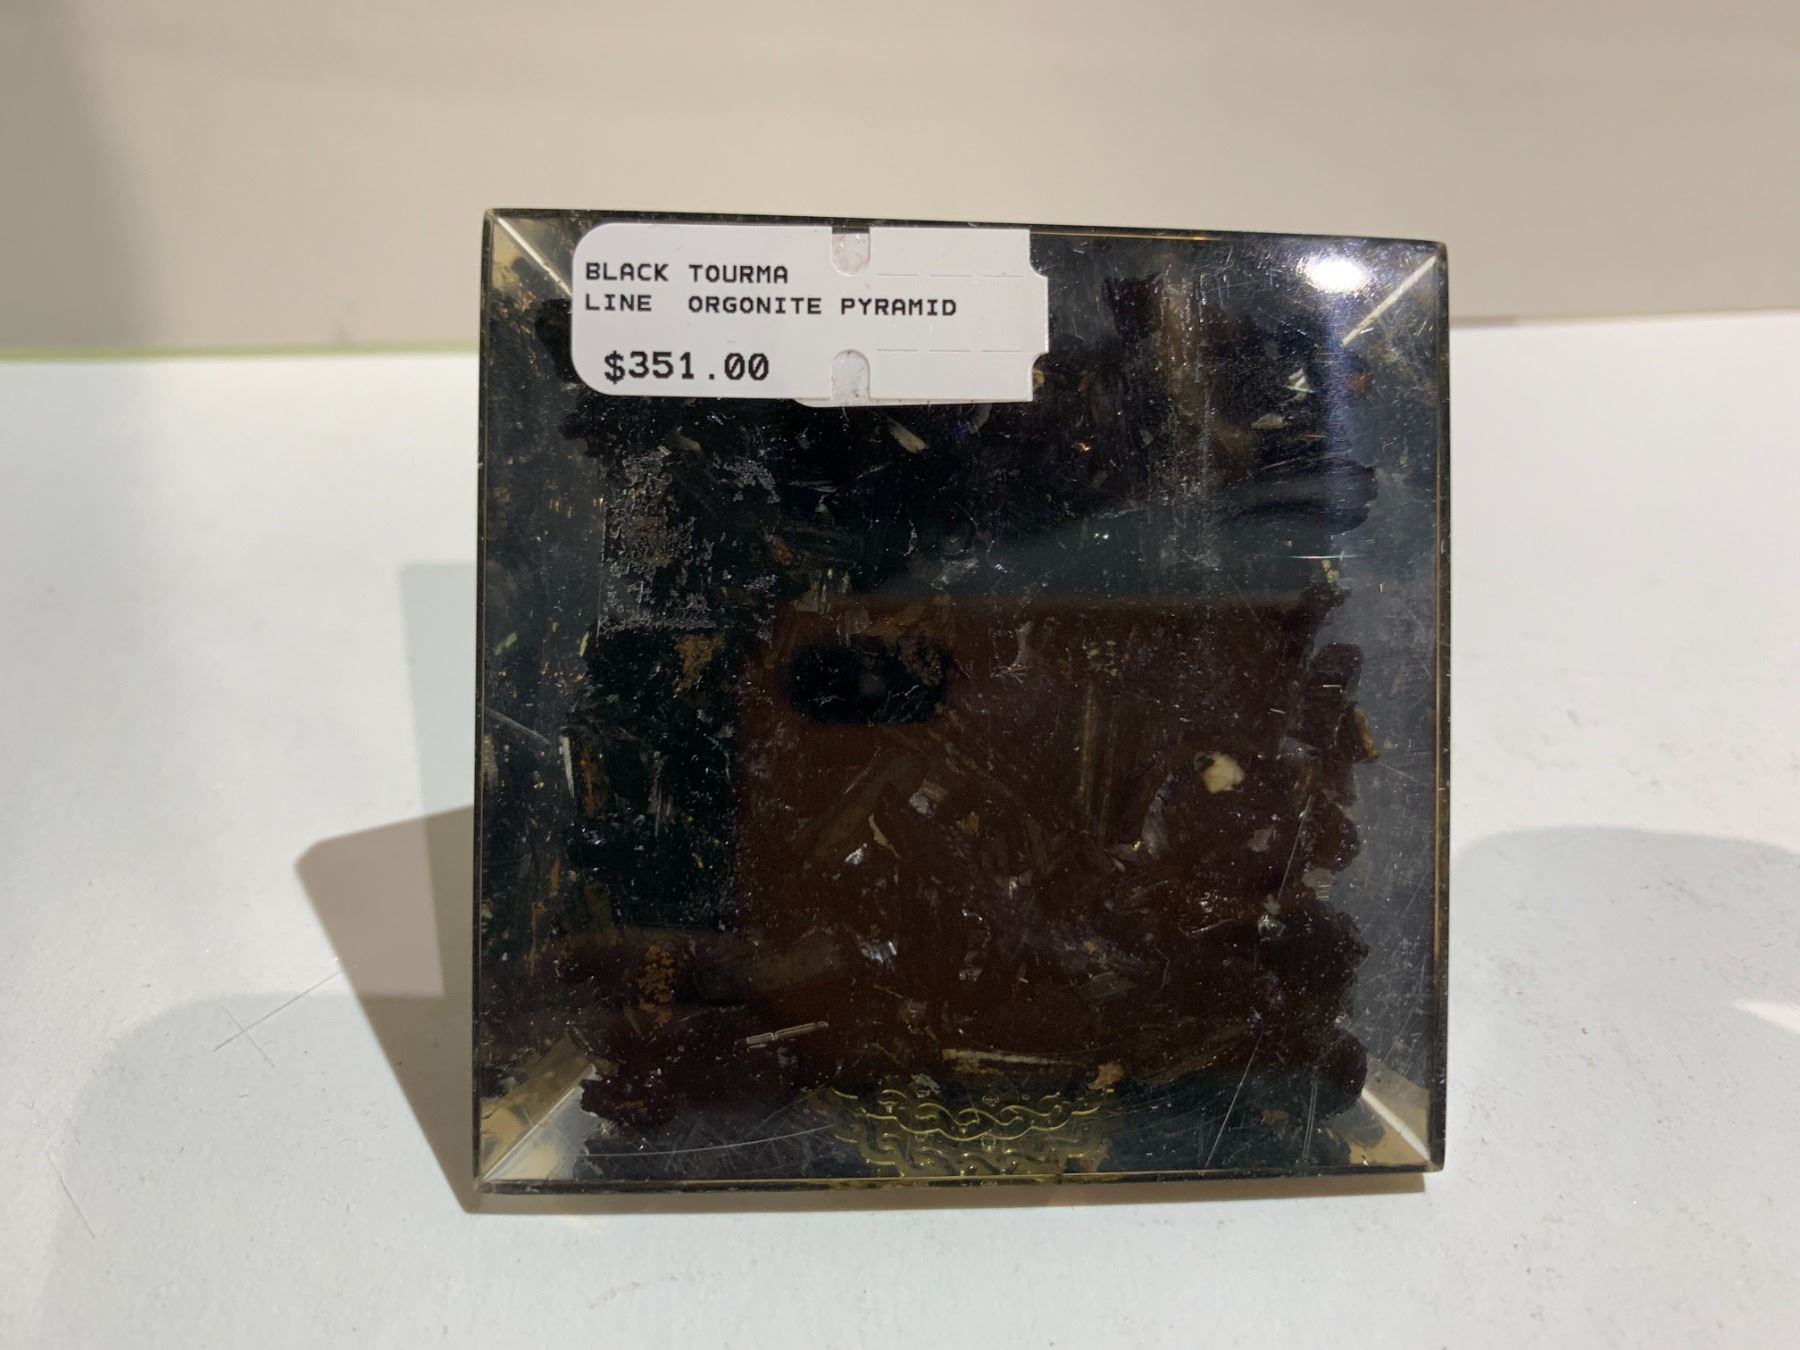 BLACK TOURMA
LINE ORGONITE PYRAMID
$351.00